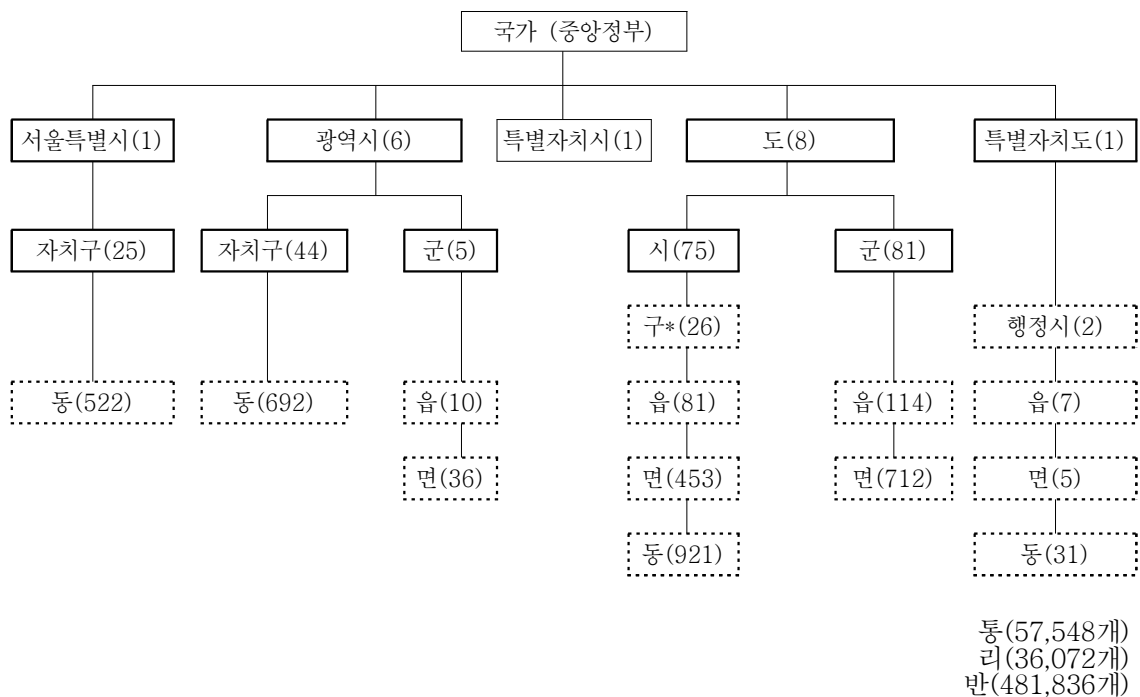 국가 (중앙정부)
서울특별시(1) 광역시(6) 특별자치시(1) 도(8) 특별자치도(1)
자치구(25) 자치구(44) 군(5) 시(75) 군(81)
구*(26) 행정시(2)
동(522) 동(692) 읍(10) 읍(81) 읍(114) 읍(7)
면(36) 면(453) 면(712) 면(5)
동(921) 동(31)
통(57,548개)
리(36,072개)
반(481,836개)